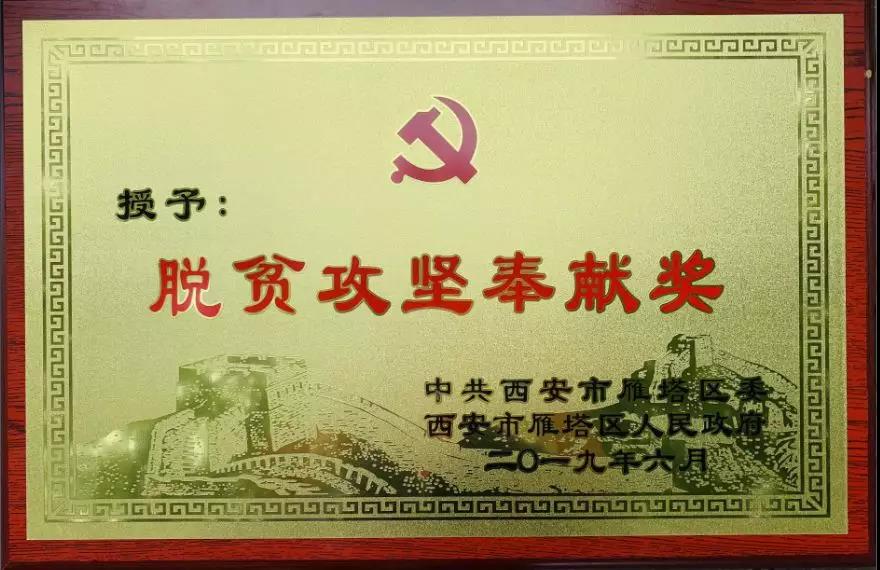 授予：
脱贫攻坚奉献奖
中共西安市雁塔区委
西安市雁塔区人民政府
二〇一九年六月